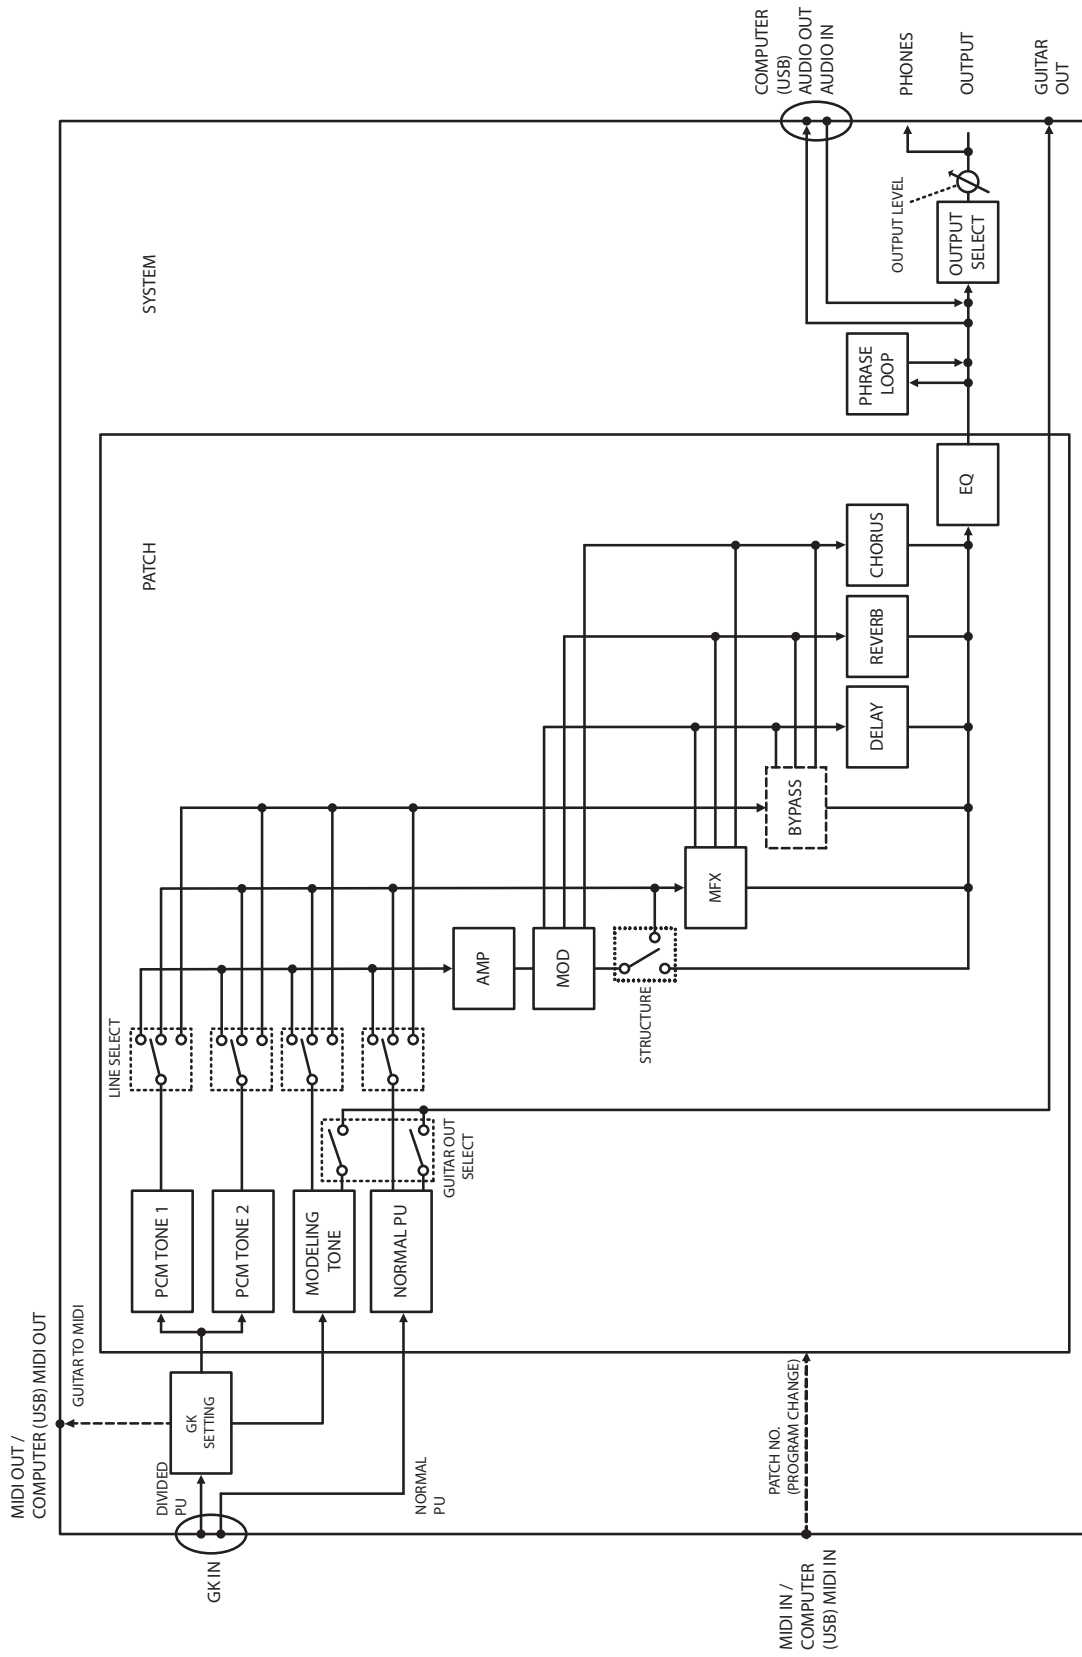 MIDI OUT /
COMPUTER (USB) MIDI OUT
GUITAR TO MIDI
GK IN
DIVIDED
PU
NORMAL
PU
GK
SETTING
MIDI IN /
COMPUTER
(USB) MIDI IN
PATCH NO.
(PROGRAM CHANGE)
PCM TONE 1
PCM TONE 2
MODELING
TONE
NORMAL PU
GUITAR OUT
SELECT
LINE SELECT
AMP
MOD
STRUCTURE
MFX
BYPASS
DELAY
REVERB
CHORUS
EQ
PATCH
SYSTEM
PHRASE
LOOP
OUTPUT
SELECT
OUTPUT LEVEL
COMPUTER
(USB)
AUDIO OUT
AUDIO IN
PHONES
OUTPUT
GUITAR
OUT